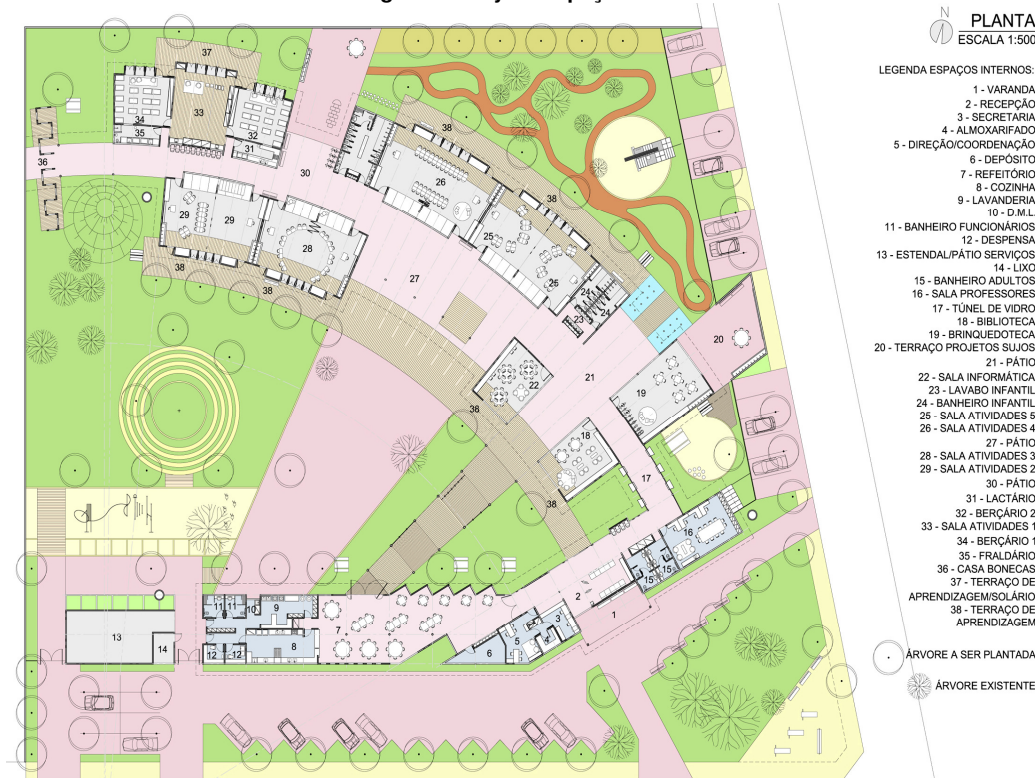 N
PLANTA
ESCALA 1:500
LEGENDA ESPAÇOS INTERNOS:
1 - VARANDA
2 - RECEPÇÃO
3 - SECRETARIA
4 - ALMOXARIFADO
5 - DIREÇÃO/COORDENAÇÃO
6 - DEPÓSITO
7 - REFEITÓRIO
8 - COZINHA
9 - LAVANDERIA
10 - D.M.L
11 - BANHEIRO FUNCIONÁRIOS
12 - DESPENSA
13 - ESTENDAL/PÁTIO SERVIÇOS
14 - LIXO
15 - BANHEIRO ADULTOS
16 - SALA PROFESSORES
17 - TÚNEL DE VIDRO
18 - BIBLIOTECA
19 - BRINQUEDOTECA
20 - TERRAÇO PROJETOS SUJOS
21 - PÁTIO
22 - SALA INFORMÁTICA
23 - LAVABO INFANTIL
24 - BANHEIRO INFANTIL
25 - SALA ATIVIDADES 5
26 - SALA ATIVIDADES 4
27 - PÁTIO
28 - SALA ATIVIDADES 3
29 - SALA ATIVIDADES 2
30 - PÁTIO
31 - LACTÁRIO
32 - BERÇÁRIO 2
33 - SALA ATIVIDADES 1
34 - BERÇÁRIO 1
35 - FRALDÁRIO
36 - CASA BONECAS
37 - TERRAÇO DE
APRENDIZAGEM/SOLÁRIO
38 - TERRAÇO DE
APRENDIZAGEM
ÁRVORE A SER PLANTADA
ÁRVORE EXISTENTE
37
33
34
35
32
31
36
30
38
26
29
29
28
38
38
38
25
25
27
24
24
23
20
21
22
19
38
18
17
38
16
15
15
2
1
3
4
5
6
7
8
9
10
11
11
12
12
13
14